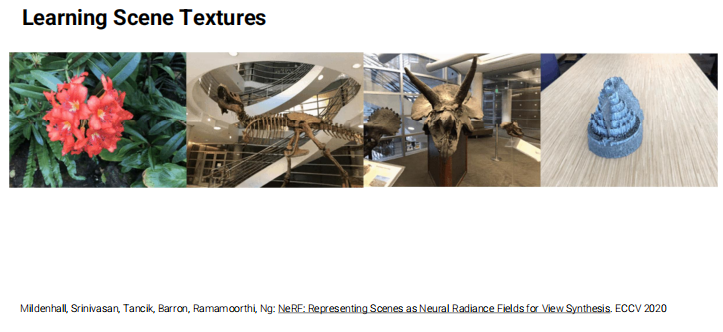 Learning Scene Textures
Mildenhall, Srinivasan, Tancik, Barron, Ramamoorthi, Ng: NeRF: Representing Scenes as Neural Radiance Fields for View Synthesis. ECCV 2020